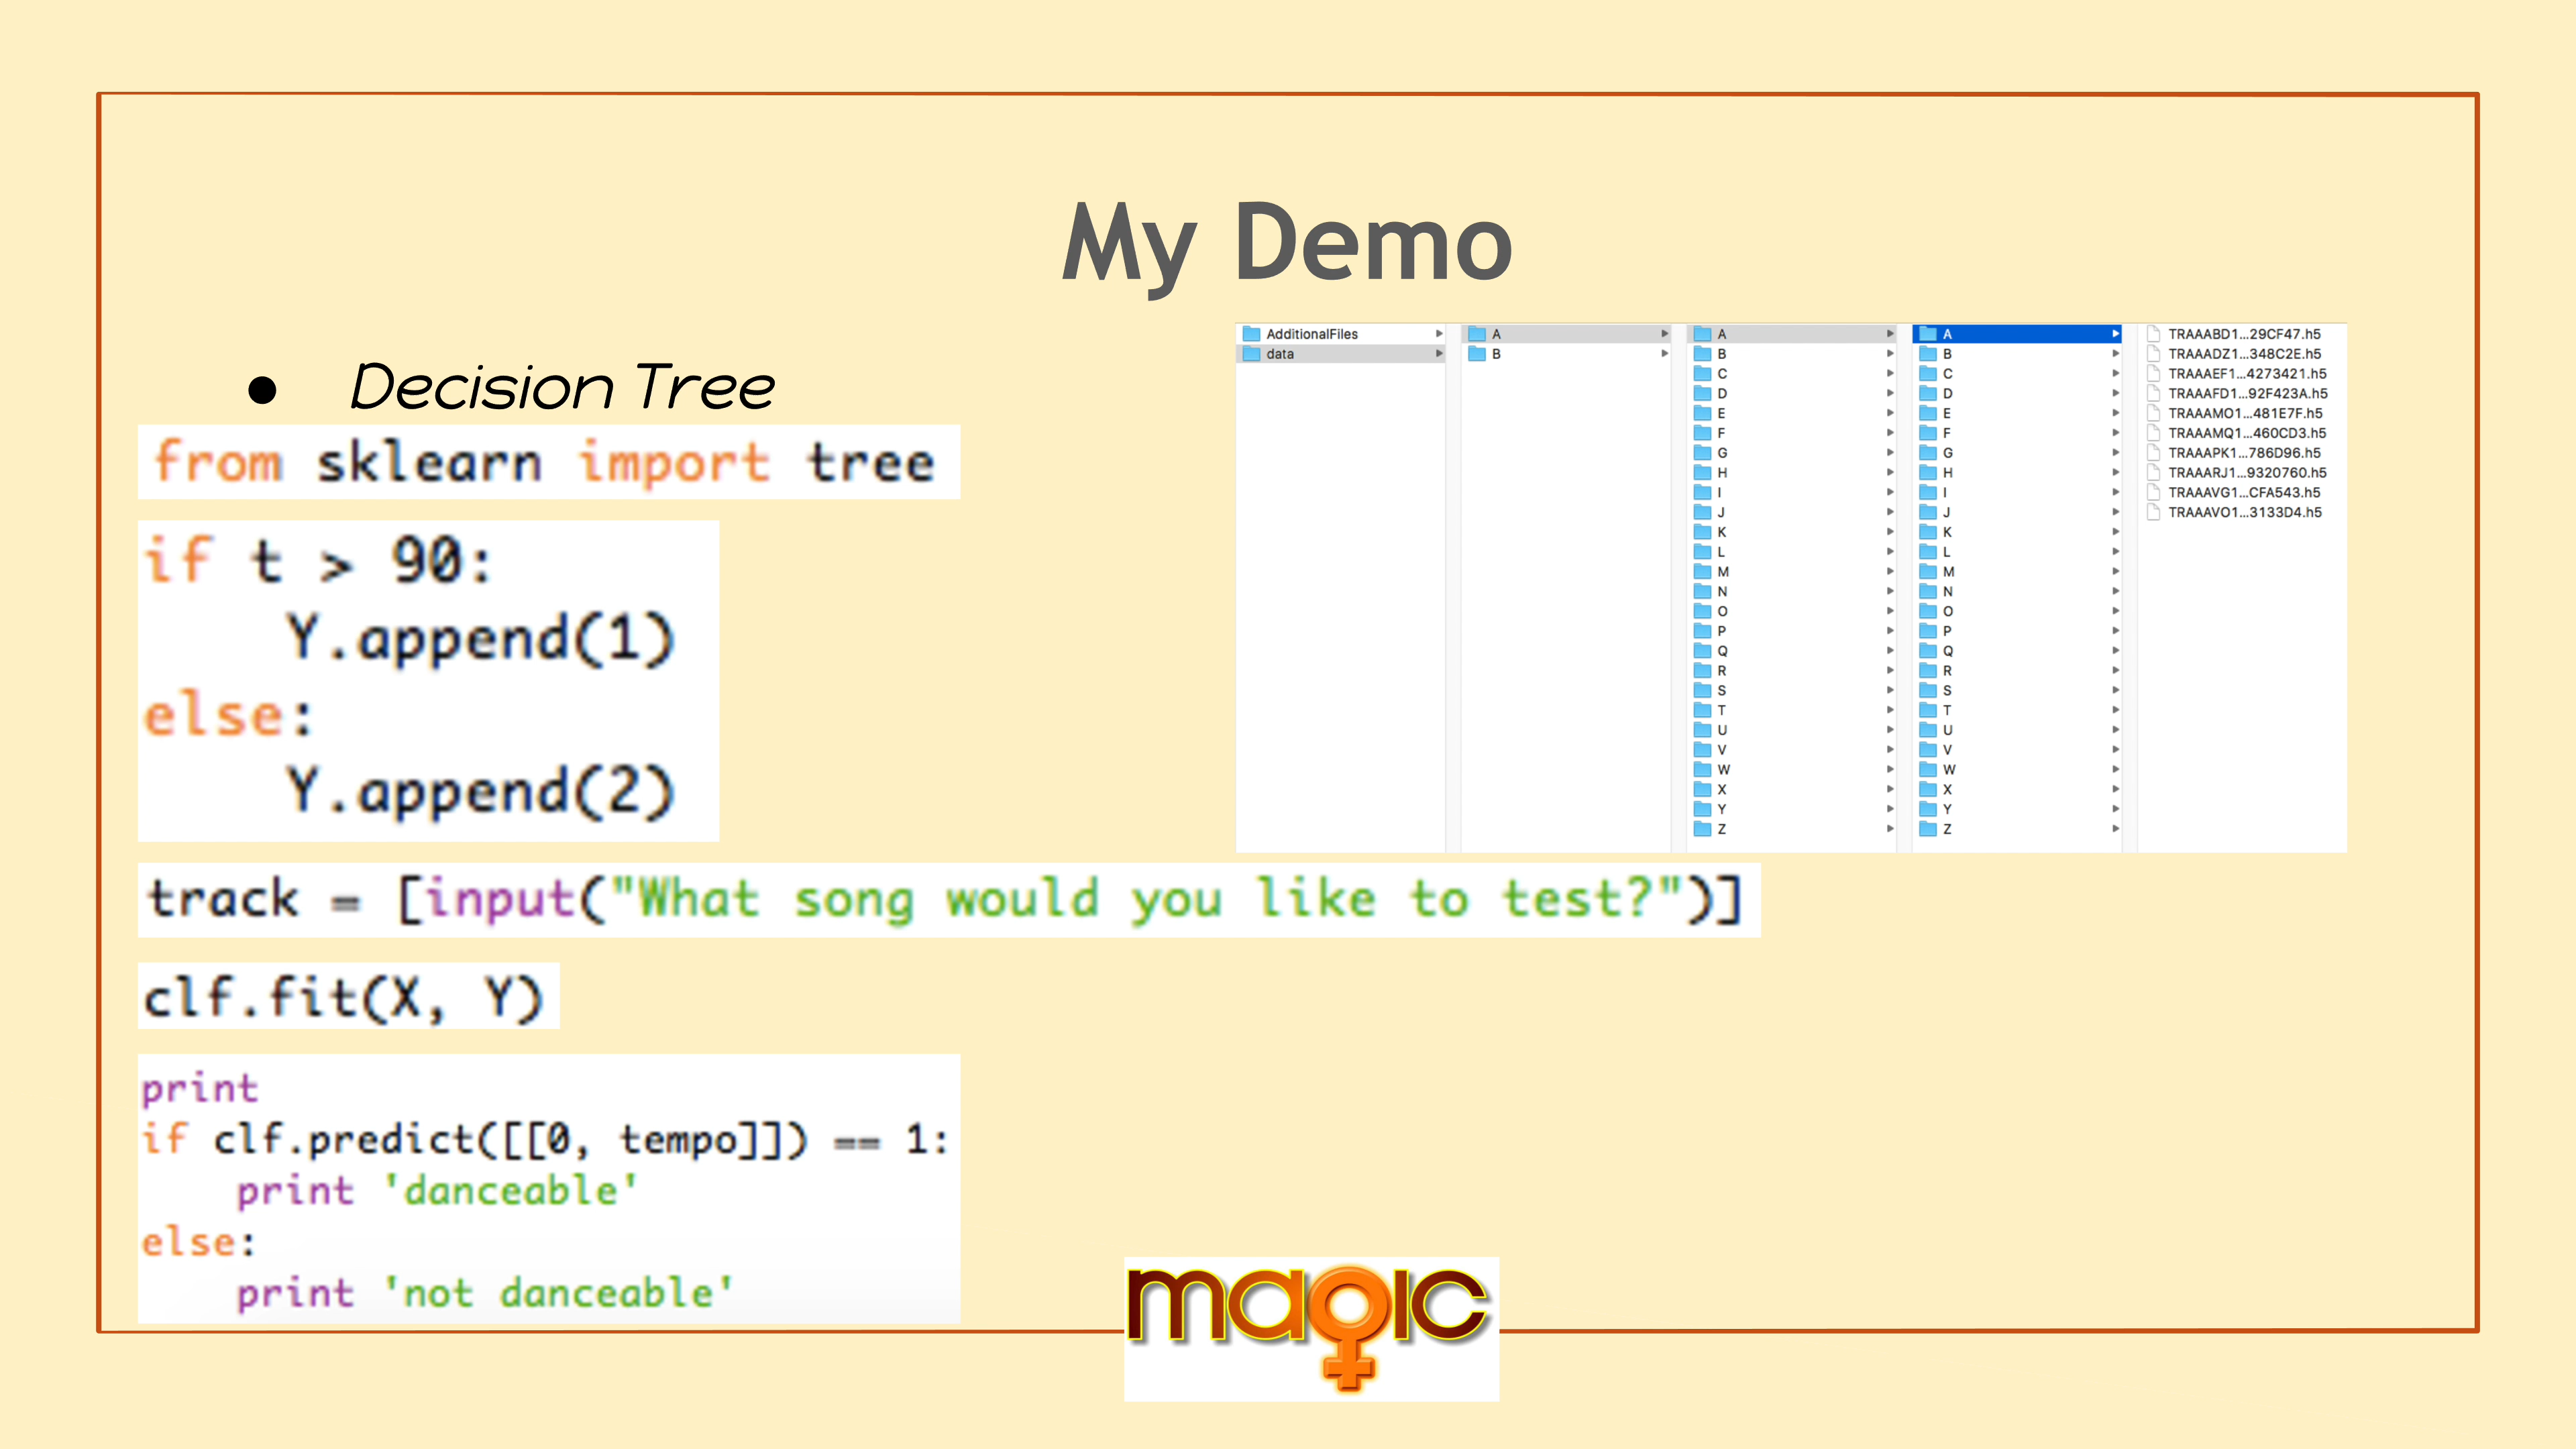 My Demo
● Decision Tree
from sklearn import tree
if t > 90:
    Y.append(1)
else:
    Y.append(2)
track = [input("What song would you like to test?")]
clf.fit(X, Y)
print
if clf.predict([[0, tempo]]) == 1:
    print 'danceable'
else:
    print 'not danceable'
AdditionalFiles
data
A
B
A
B
C
D
E
F
G
H
I
J
K
L
M
N
O
P
Q
R
S
T
U
V
W
X
Y
Z
A
B
C
D
E
F
G
H
I
J
K
L
M
N
O
P
Q
R
S
T
U
V
W
X
Y
Z
TRAAABD1...29CF47.h5
TRAAADZ1...348C2E.h5
TRAAAEF1...4273421.h5
TRAAAFD1...92F423A.h5
TRAAAMO1...481E7F.h5
TRAAAMQ1...460CD3.h5
TRAAAPK1...786D96.h5
TRAAARJ1...9320760.h5
TRAAAVG1...CFA543.h5
TRAAAVO1...3133D4.h5
magic